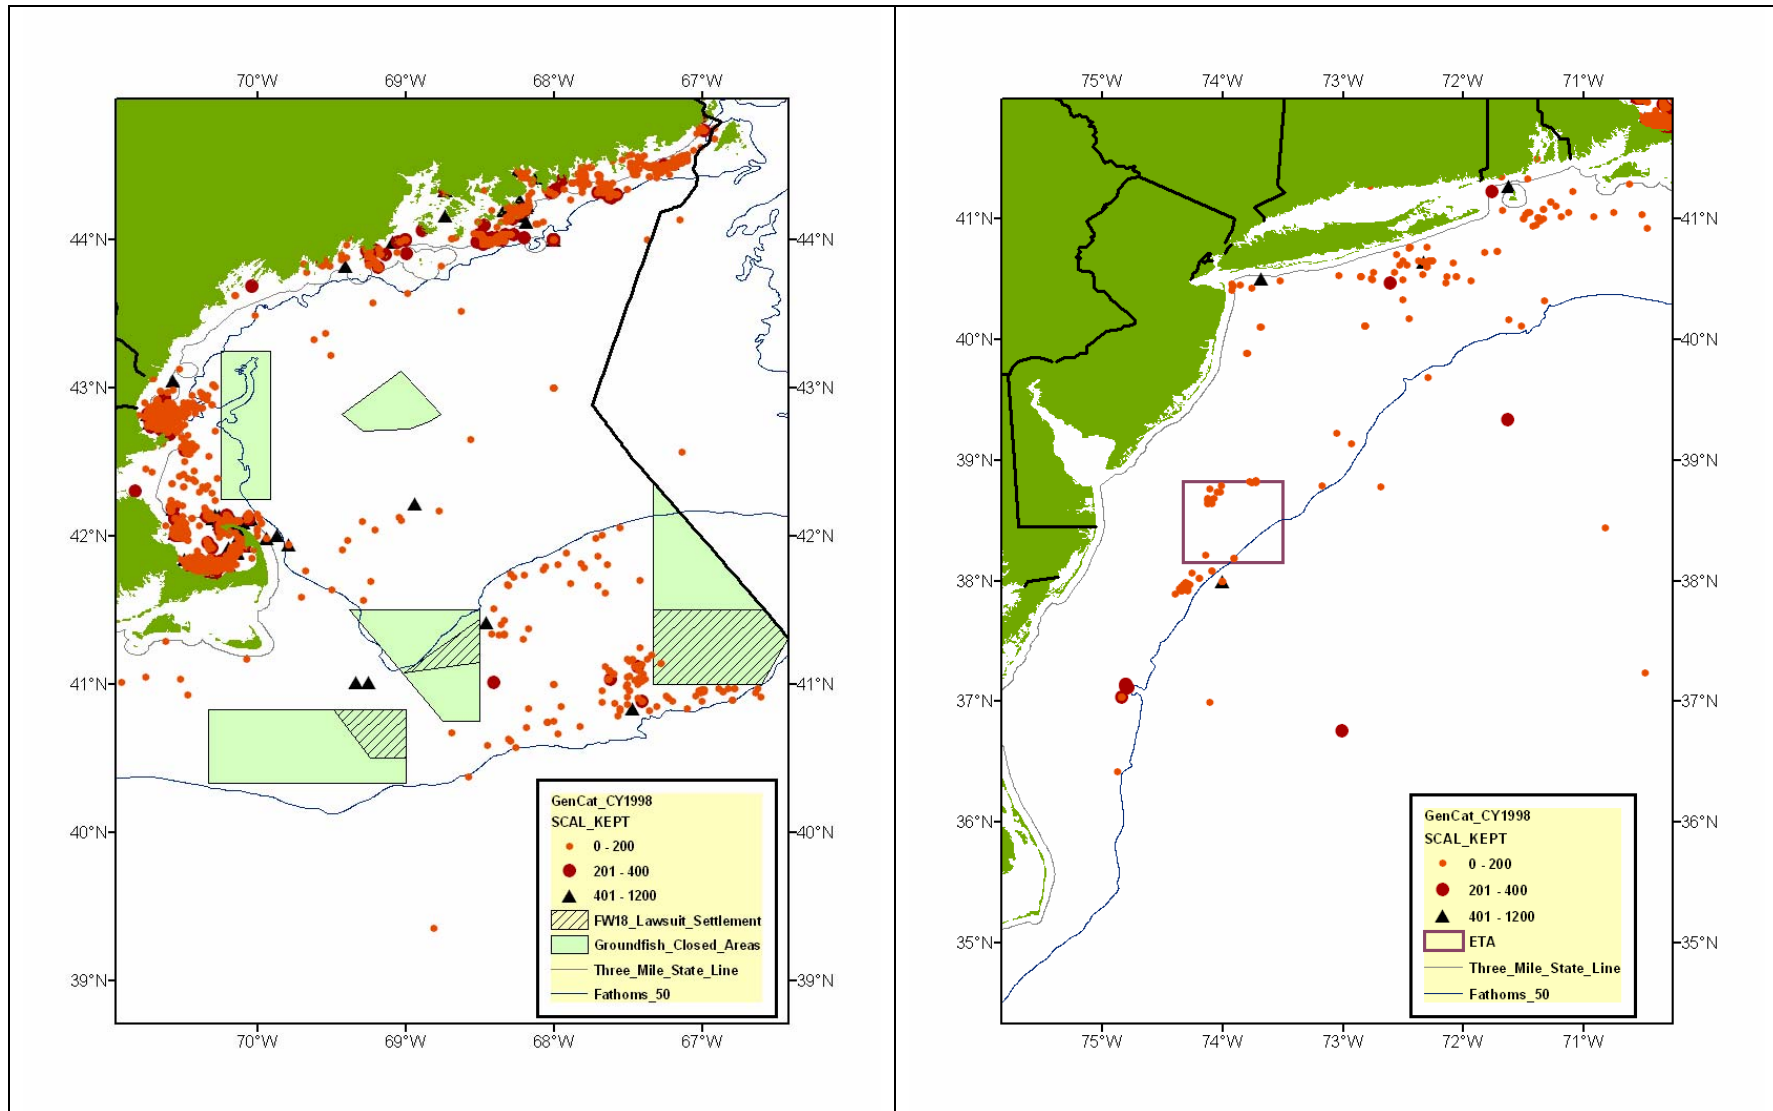 70°W 69°W 68°W 67°W
44°N 44°N
43°N 43°N
42°N 42°N
41°N 41°N
40°N 40°N
39°N 39°N
70°W 69°W 68°W 67°W
GenCat_CY1998
SCAL_KEPT
0 - 200
201 - 400
401 - 1200
FW18_Lawsuit_Settlement
Groundfish_Closed_Areas
Three_Mile_State_Line
Fathoms_50
75°W 74°W 73°W 72°W 71°W
41°N 41°N
40°N 40°N
39°N 39°N
38°N 38°N
37°N 37°N
36°N 36°N
35°N 35°N
75°W 74°W 73°W 72°W 71°W
GenCat_CY1998
SCAL_KEPT
0 - 200
201 - 400
401 - 1200
ETA
Three_Mile_State_Line
Fathoms_50